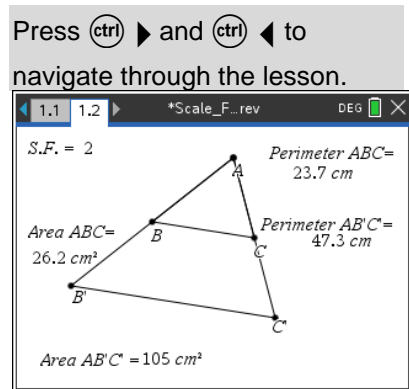 Press ctrl ▶ and ctrl ◀ to
navigate through the lesson.
1.1 1.2 *Scale_F...rev DEG
S.F. = 2
Perimeter ABC=
23.7 cm
A
Area ABC=
26.2 cm²
B
Perimeter AB'C'=
47.3 cm
C
B'
C'
Area AB'C' = 105 cm²